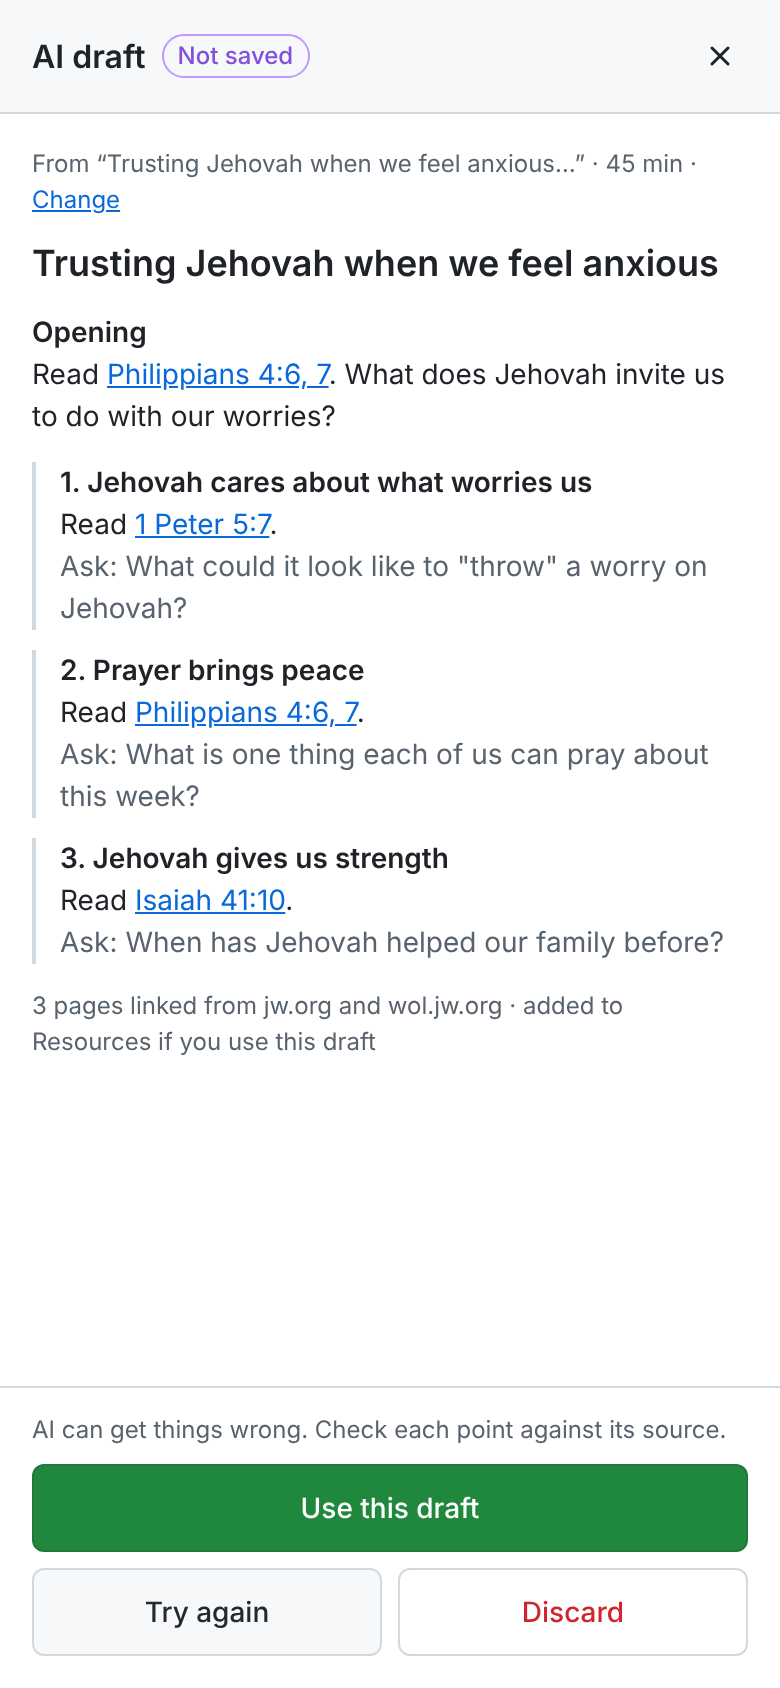 AI draft
Not saved
From “Trusting Jehovah when we feel anxious…” · 45 min ·
Change
Trusting Jehovah when we feel anxious
Opening
Read Philippians 4:6, 7. What does Jehovah invite us
to do with our worries?
1. Jehovah cares about what worries us
Read 1 Peter 5:7.
Ask: What could it look like to "throw" a worry on
Jehovah?
2. Prayer brings peace
Read Philippians 4:6, 7.
Ask: What is one thing each of us can pray about
this week?
3. Jehovah gives us strength
Read Isaiah 41:10.
Ask: When has Jehovah helped our family before?
3 pages linked from jw.org and wol.jw.org · added to
Resources if you use this draft
AI can get things wrong. Check each point against its source.
Use this draft
Try again
Discard